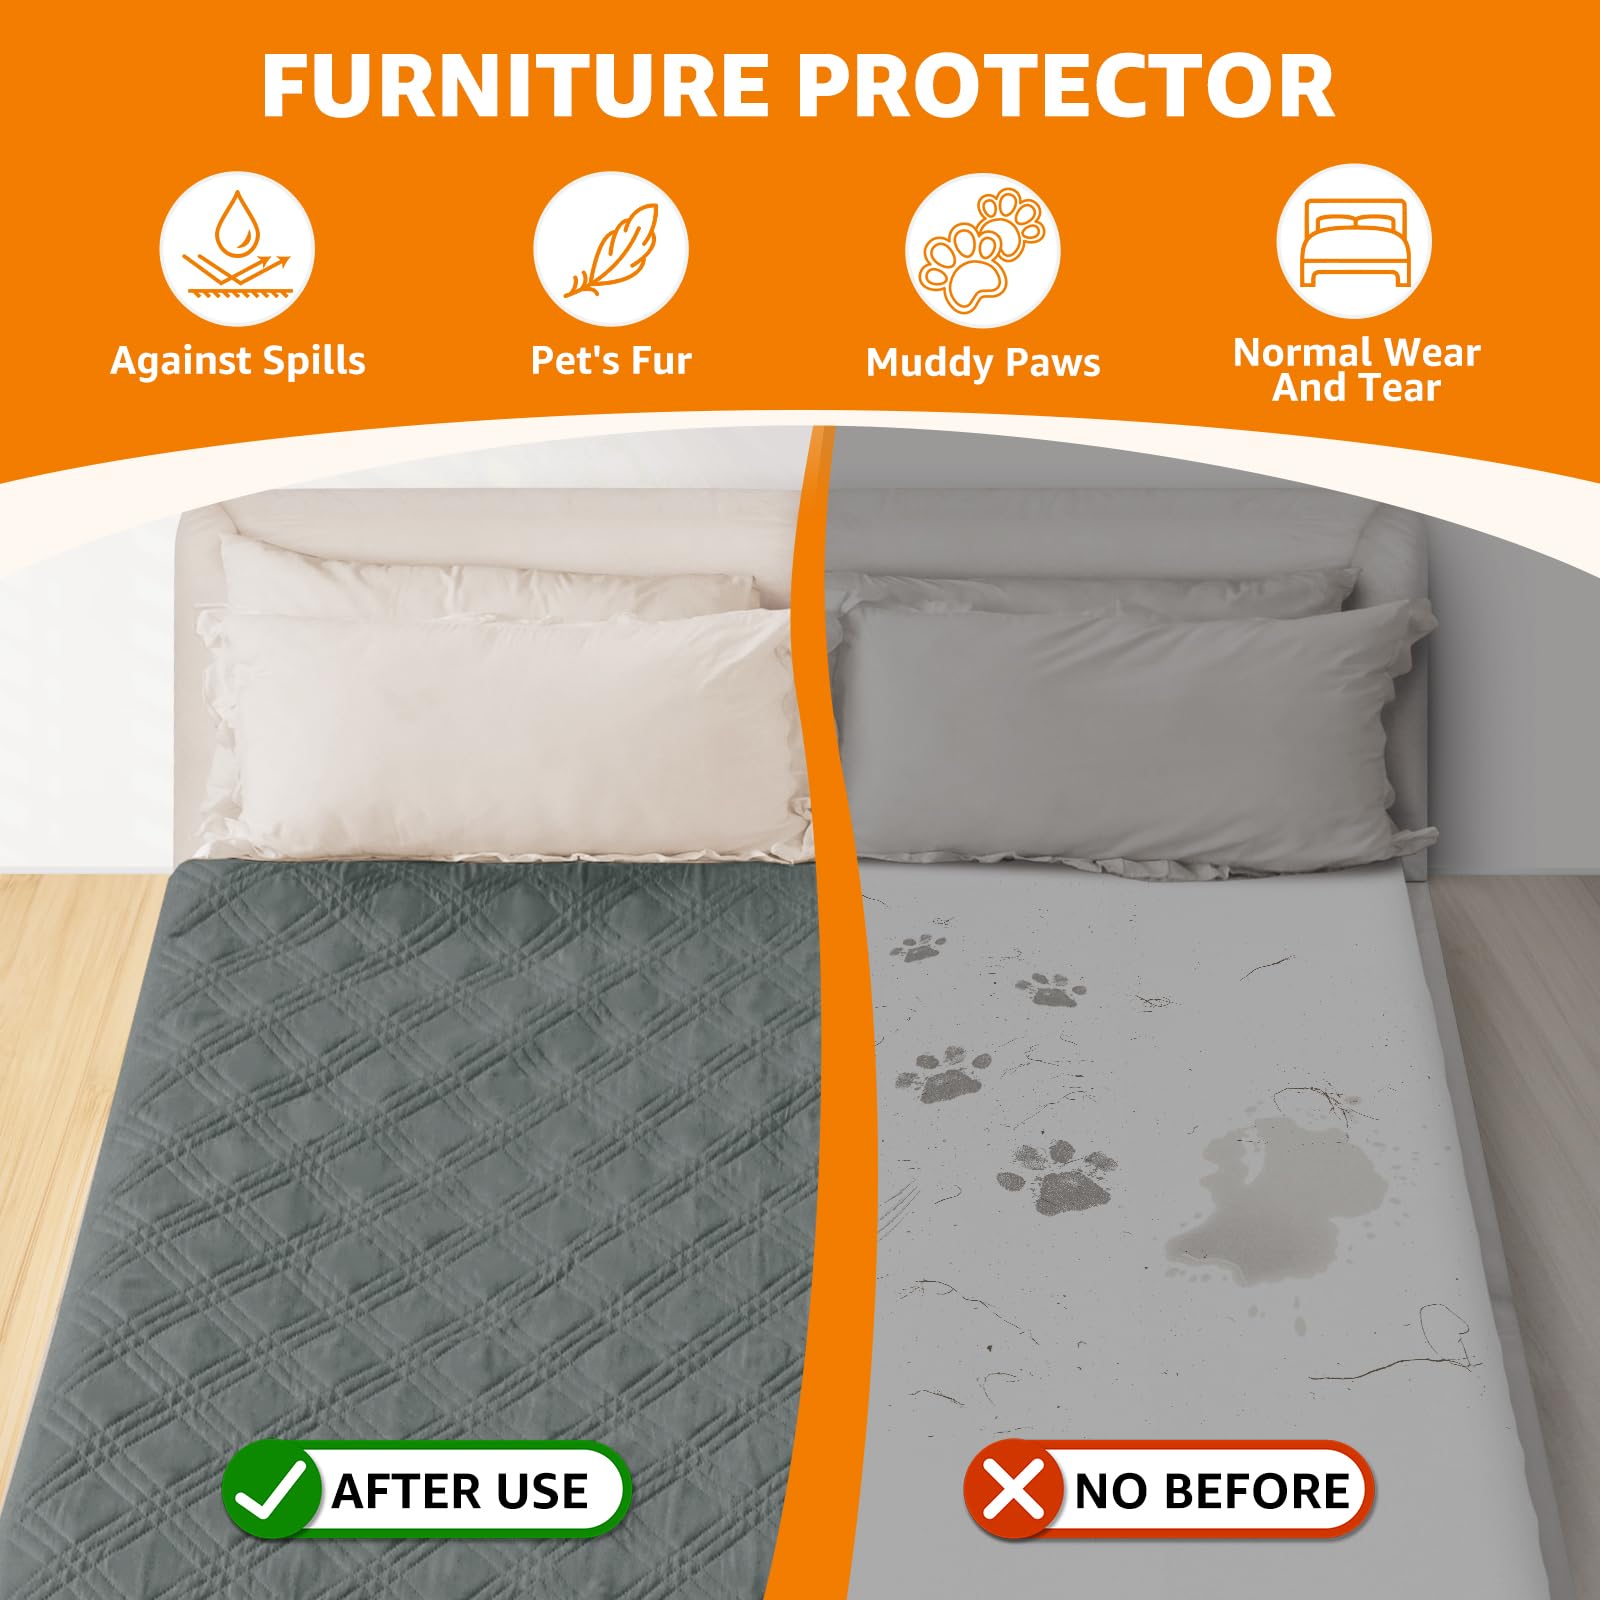 FURNITURE PROTECTOR
Against Spills
Pet's Fur
Muddy Paws
Normal Wear
And Tear
AFTER USE
NO BEFORE